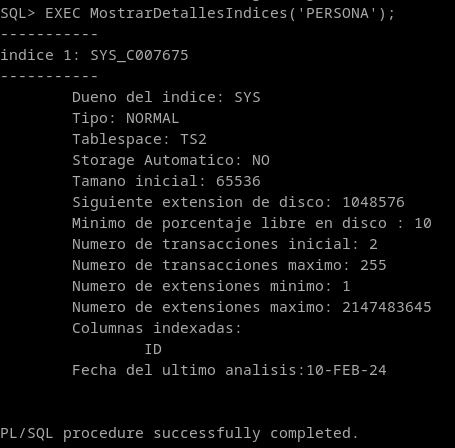 SQL> EXEC MostrarDetallesIndices('PERSONA');
-----------
indice 1: SYS_C007675
-----------
Dueno del indice: SYS
Tipo: NORMAL
Tablespace: TS2
Storage Automatico: NO
Tamano inicial: 65536
Siguiente extension de disco: 1048576
Minimo de porcentaje libre en disco : 10
Numero de transacciones inicial: 2
Numero de transacciones maximo: 255
Numero de extensiones minimo: 1
Numero de extensiones maximo: 2147483645
Columnas indexadas:
ID
Fecha del ultimo analisis:10-FEB-24
PL/SQL procedure successfully completed.